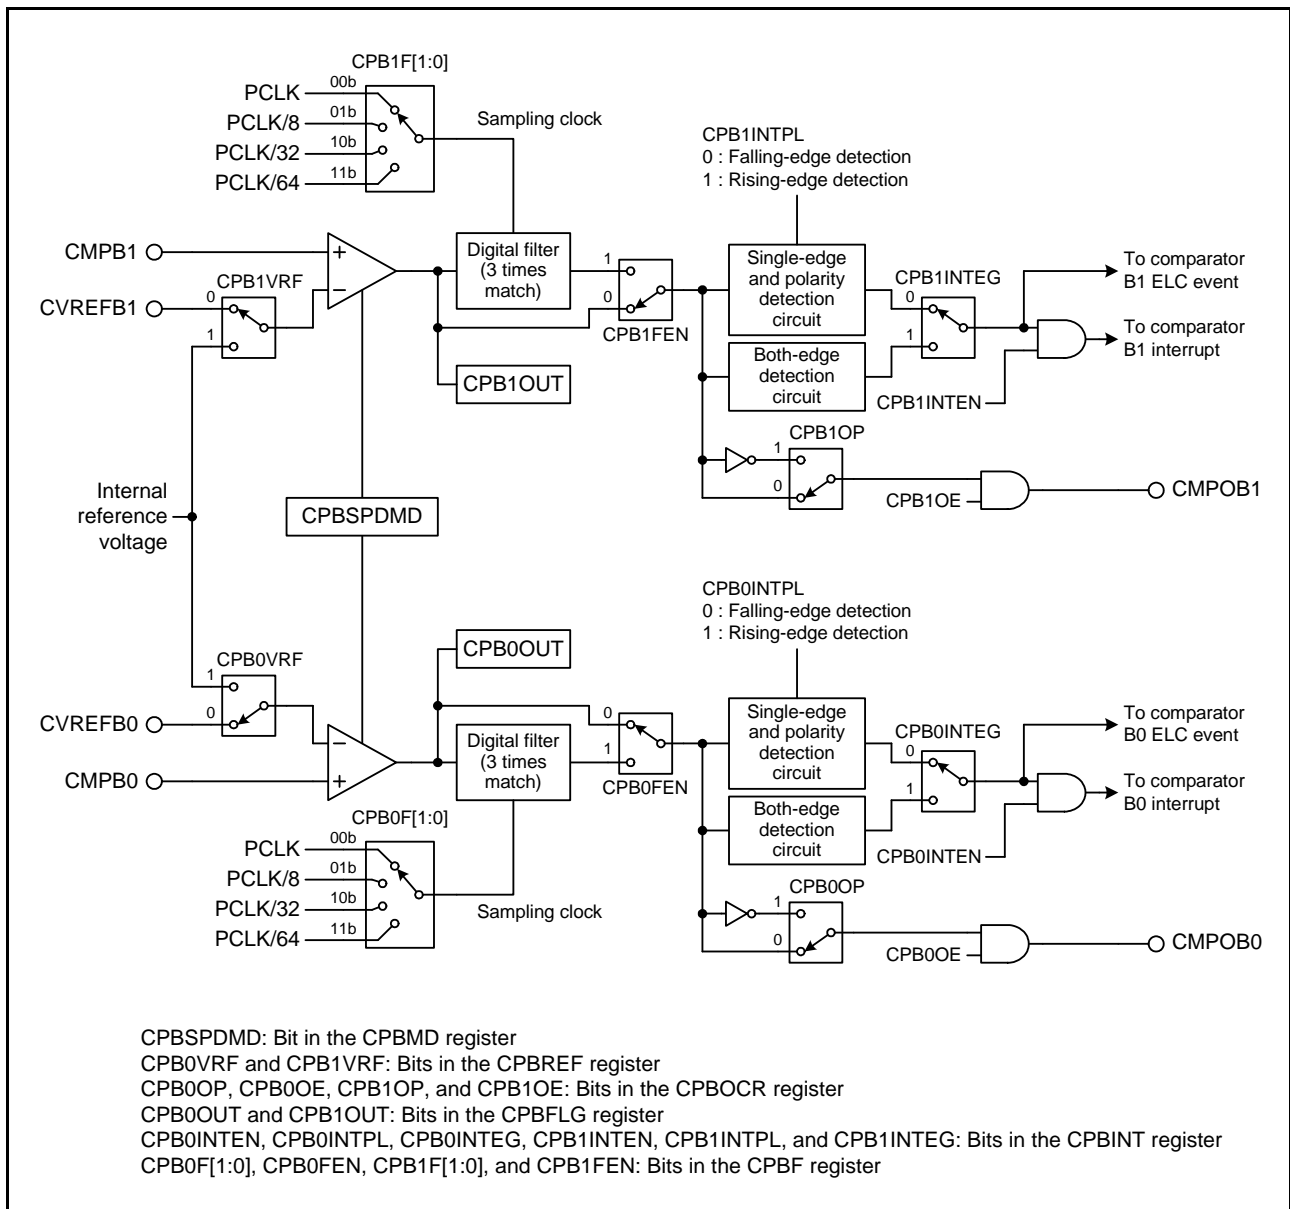 CPB1F[1:0]
PCLK 00b
PCLK/8 01b
PCLK/32 10b
PCLK/64 11b
Sampling clock
CPB1INTPL
0 : Falling-edge detection
1 : Rising-edge detection
CMPB1
+
−
CVREFB1
CPB1VRF
0
1
Digital filter
(3 times
match)
1
0
CPB1FEN
CPB1OUT
Single-edge
and polarity
detection
circuit
Both-edge
detection
circuit
CPB1INTEG
0
1
CPB1INTEN
To comparator
B1 ELC event
To comparator
B1 interrupt
CPB1OP
1
0
CPB1OE
CMPOB1
Internal
reference
voltage
CPBSPDMD
CPB0INTPL
0 : Falling-edge detection
1 : Rising-edge detection
CPB0OUT
CPB0VRF
1
0
CVREFB0
CMPB0
−
+
Digital filter
(3 times
match)
0
1
CPB0FEN
Single-edge
and polarity
detection
circuit
Both-edge
detection
circuit
CPB0INTEG
0
1
CPB0INTEN
To comparator
B0 ELC event
To comparator
B0 interrupt
CPB0F[1:0]
PCLK 00b
PCLK/8 01b
PCLK/32 10b
PCLK/64 11b
Sampling clock
CPB0OP
1
0
CPB0OE
CMPOB0
CPBSPDMD: Bit in the CPBMD register
CPB0VRF and CPB1VRF: Bits in the CPBREF register
CPB0OP, CPB0OE, CPB1OP, and CPB1OE: Bits in the CPBOCR register
CPB0OUT and CPB1OUT: Bits in the CPBFLG register
CPB0INTEN, CPB0INTPL, CPB0INTEG, CPB1INTEN, CPB1INTPL, and CPB1INTEG: Bits in the CPBINT register
CPB0F[1:0], CPB0FEN, CPB1F[1:0], and CPB1FEN: Bits in the CPBF register